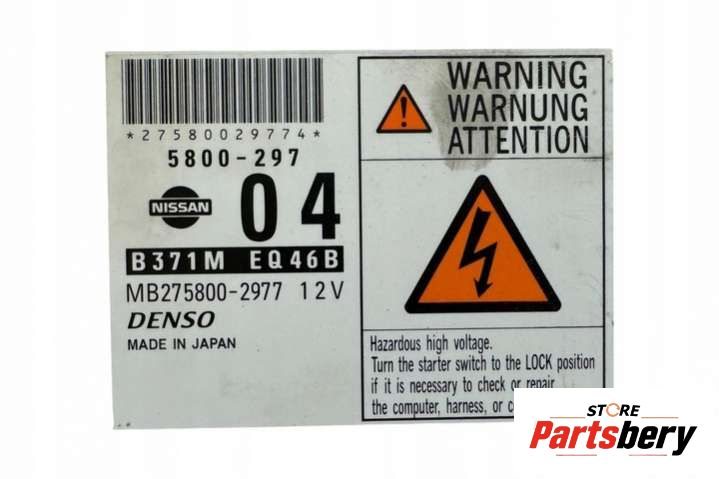 *27580029774*
5800-297
NISSAN
04
B371M EQ46B
MB275800-2977 12V
DENSO
MADE IN JAPAN
WARNING
WARNUNG
ATTENTION
Hazardous high voltage.
Turn the starter switch to the LOCK position
if it is necessary to check or repair
the computer, harness, or
STORE
Partsbery